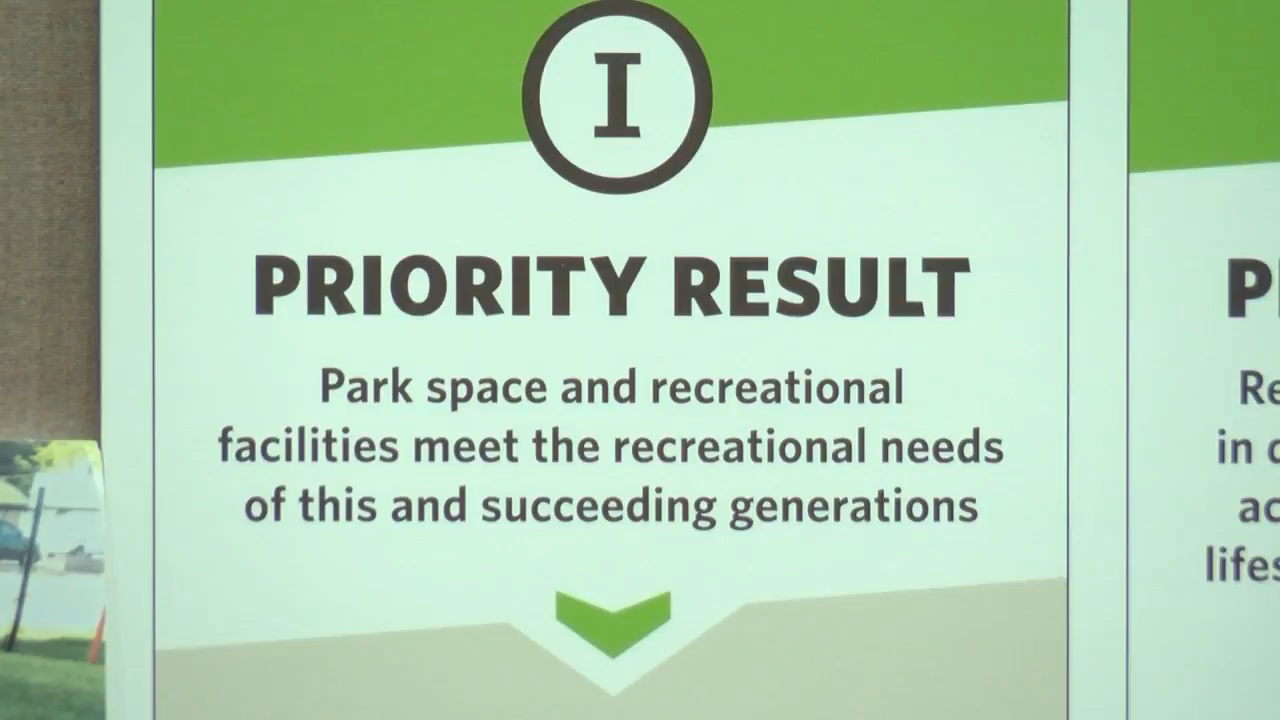 I
PRIORITY RESULT
Park space and recreational
facilities meet the recreational needs
of this and succeeding generations